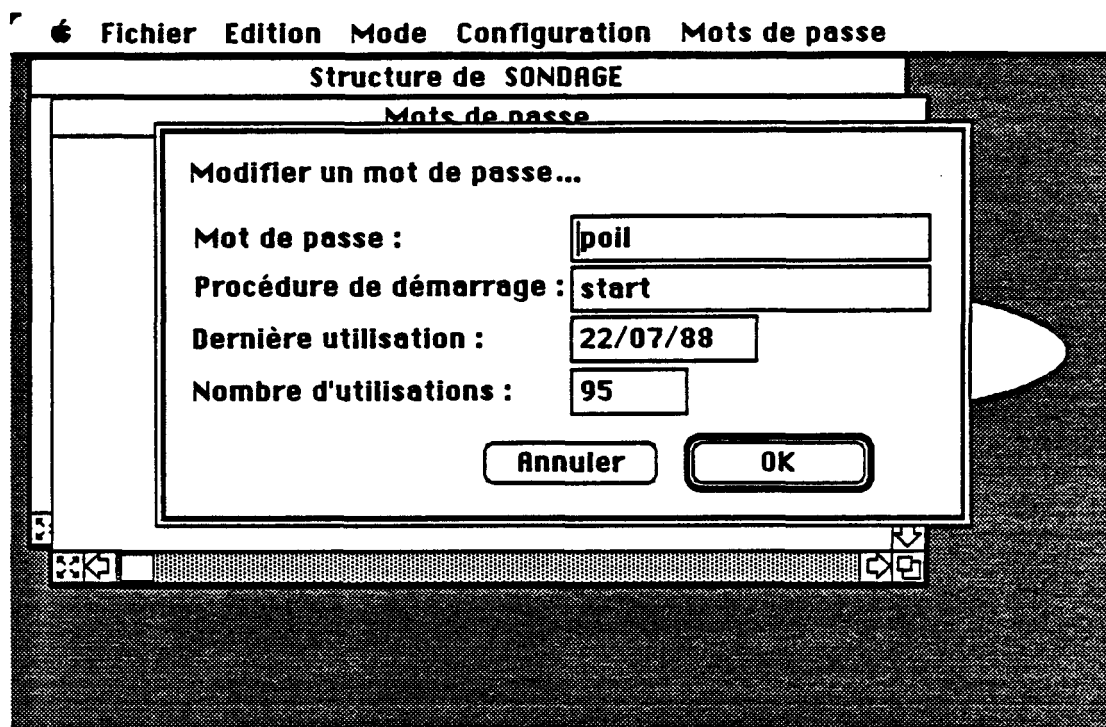 Fichier Edition Mode Configuration Mots de passe
Structure de SONDAGE
Mots de passe
Modifier un mot de passe...
Mot de passe : poil
Procédure de démarrage : start
Dernière utilisation : 22/07/88
Nombre d'utilisations : 95
Annuler OK